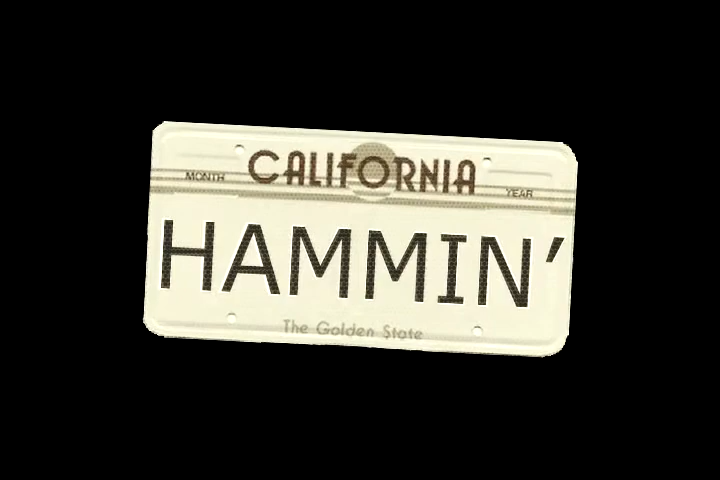 CALIFORNIA
MONTH
YEAR
HAMMIN'
The Golden State